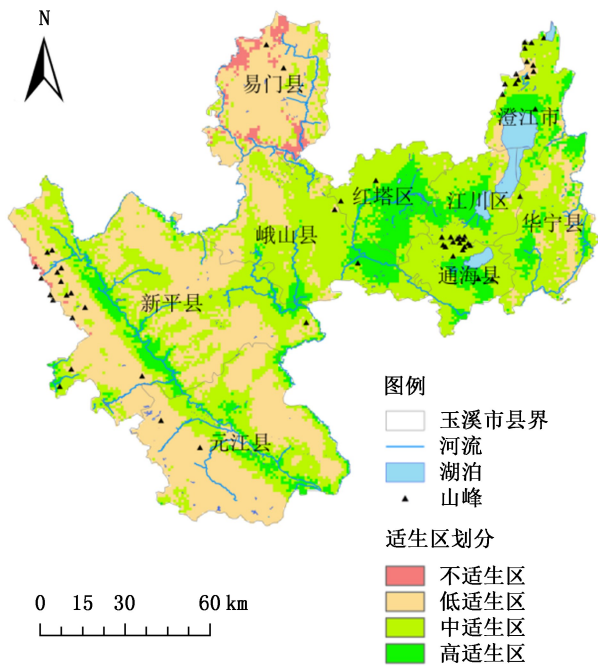 N
易门县
澄江市
红塔区
江川区
华宁县
峨山县
通海县
新平县
元江县
图例
玉溪市县界
河流
湖泊
山峰
适生区划分
不适生区
低适生区
中适生区
高适生区
0 15 30 60 km